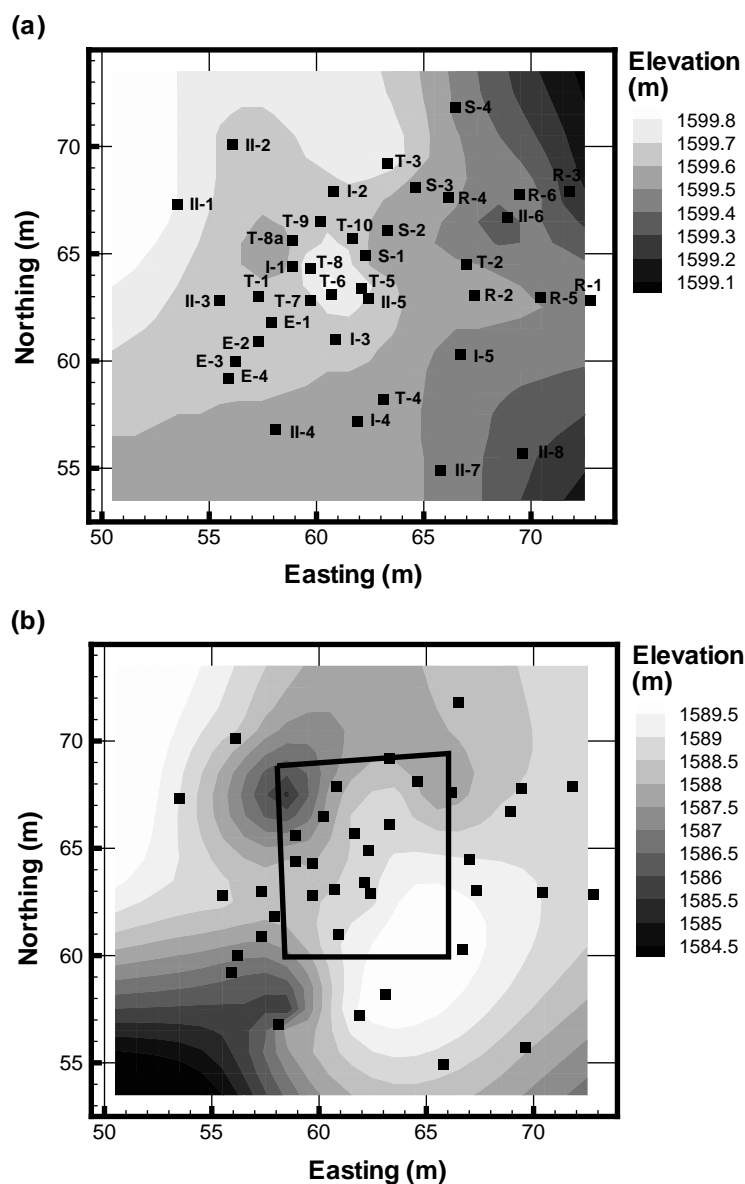 (a)
Elevation
(m)
1599.8
1599.7
1599.6
1599.5
1599.4
1599.3
1599.2
1599.1
Northing (m)
70
65
60
55
S-4
II-2
T-3
R-3
I-2
S-3
R-4
R-6
II-1
II-6
T-9
T-10
S-2
T-8a
S-1
I-1
T-8
T-2
T-1
T-6
T-5
R-1
II-3
T-7
II-5
R-2
R-5
E-1
E-2
I-3
E-3
I-5
E-4
T-4
I-4
II-4
II-8
II-7
50 55 60 65 70
Easting (m)
(b)
Elevation
(m)
1589.5
1589
1588.5
1588
1587.5
1587
1586.5
1586
1585.5
1585
1584.5
Northing (m)
70
65
60
55
50 55 60 65 70
Easting (m)